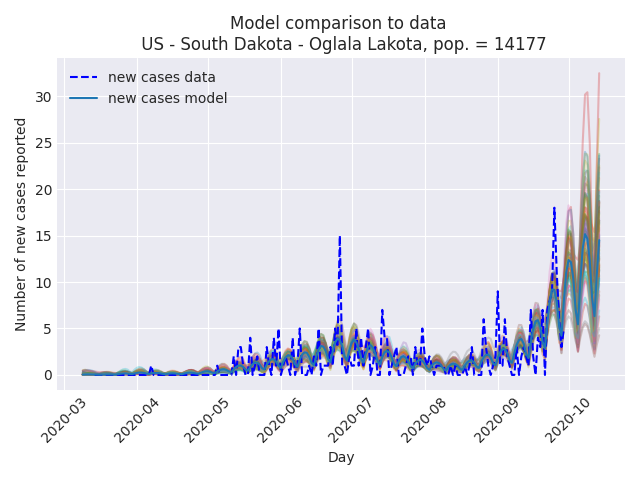 Model comparison to data
US - South Dakota - Oglala Lakota, pop. = 14177
new cases data
new cases model
Number of new cases reported
30
25
20
15
10
5
0
2020-03
2020-04
2020-05
2020-06
2020-07
2020-08
2020-09
2020-10
Day